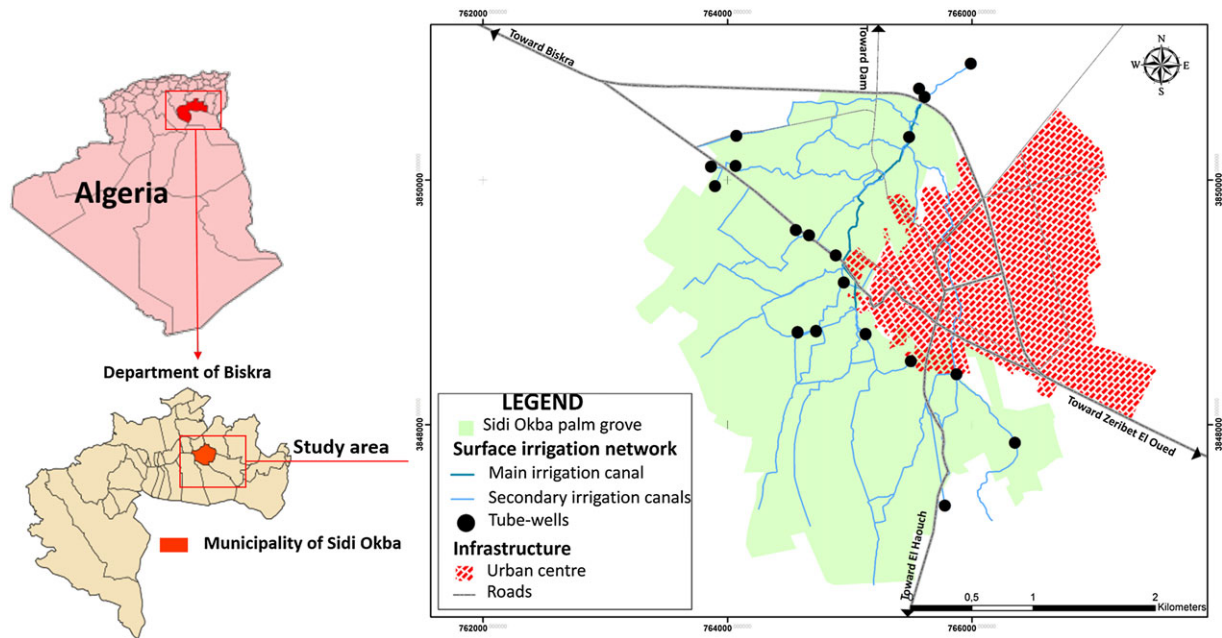 Algeria
Department of Biskra
Study area
Municipality of Sidi Okba
762000
764000
766000
Toward Biskra
Toward Dam
N
W E
S
3850000
3850000
3848000
3848000
Toward Zeribet El Oued
Toward El Haouch
LEGEND
Sidi Okba palm grove
Surface irrigation network
Main irrigation canal
Secondary irrigation canals
Tube-wells
Infrastructure
Urban centre
Roads
0 0,5 1 2
Kilometers
762000
764000
766000